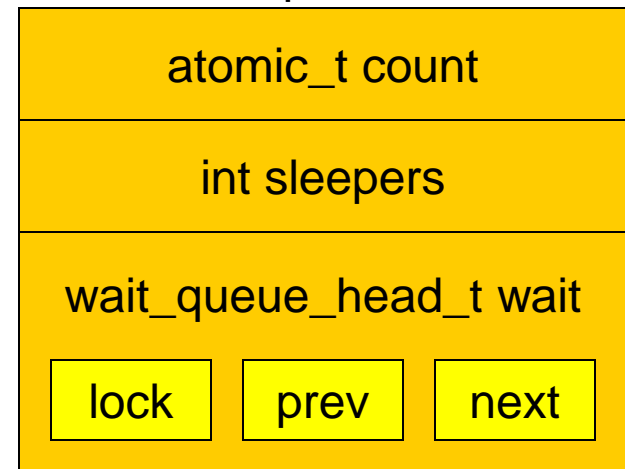 atomic_t count
int sleepers
wait_queue_head_t wait
lock prev next